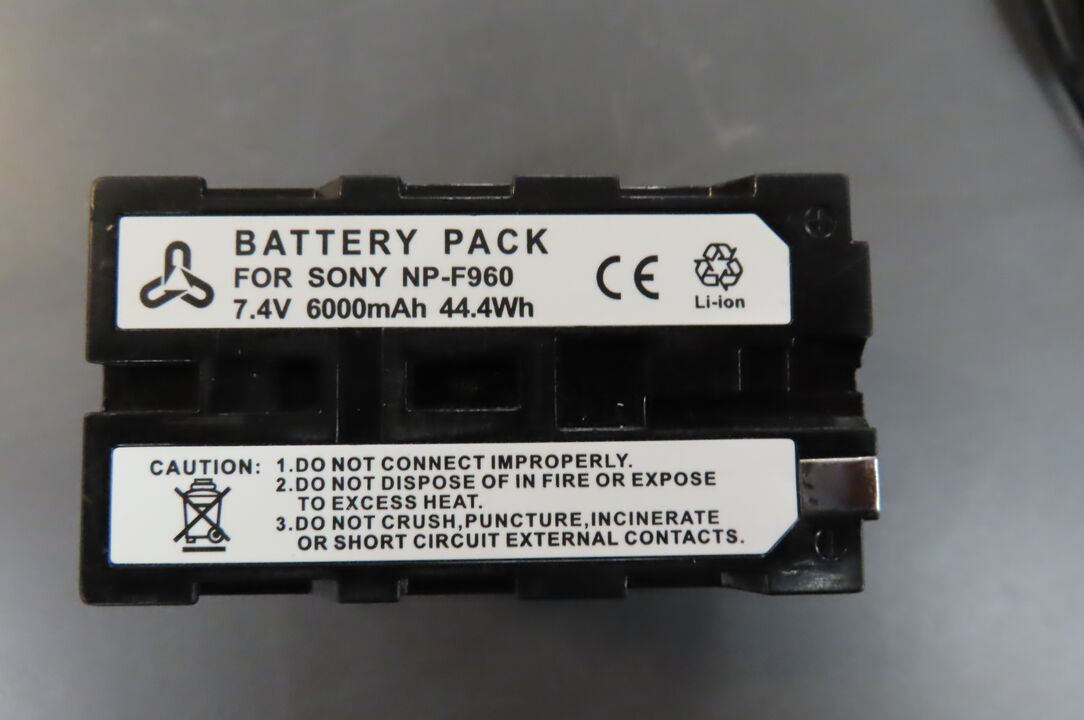 BATTERY PACK
FOR SONY NP-F960
7.4V 6000mAh 44.4Wh
CE
Li-ion
CAUTION: 1.DO NOT CONNECT IMPROPERLY.
2.DO NOT DISPOSE OF IN FIRE OR EXPOSE
TO EXCESS HEAT.
3.DO NOT CRUSH,PUNCTURE,INCINERATE
OR SHORT CIRCUIT EXTERNAL CONTACTS.